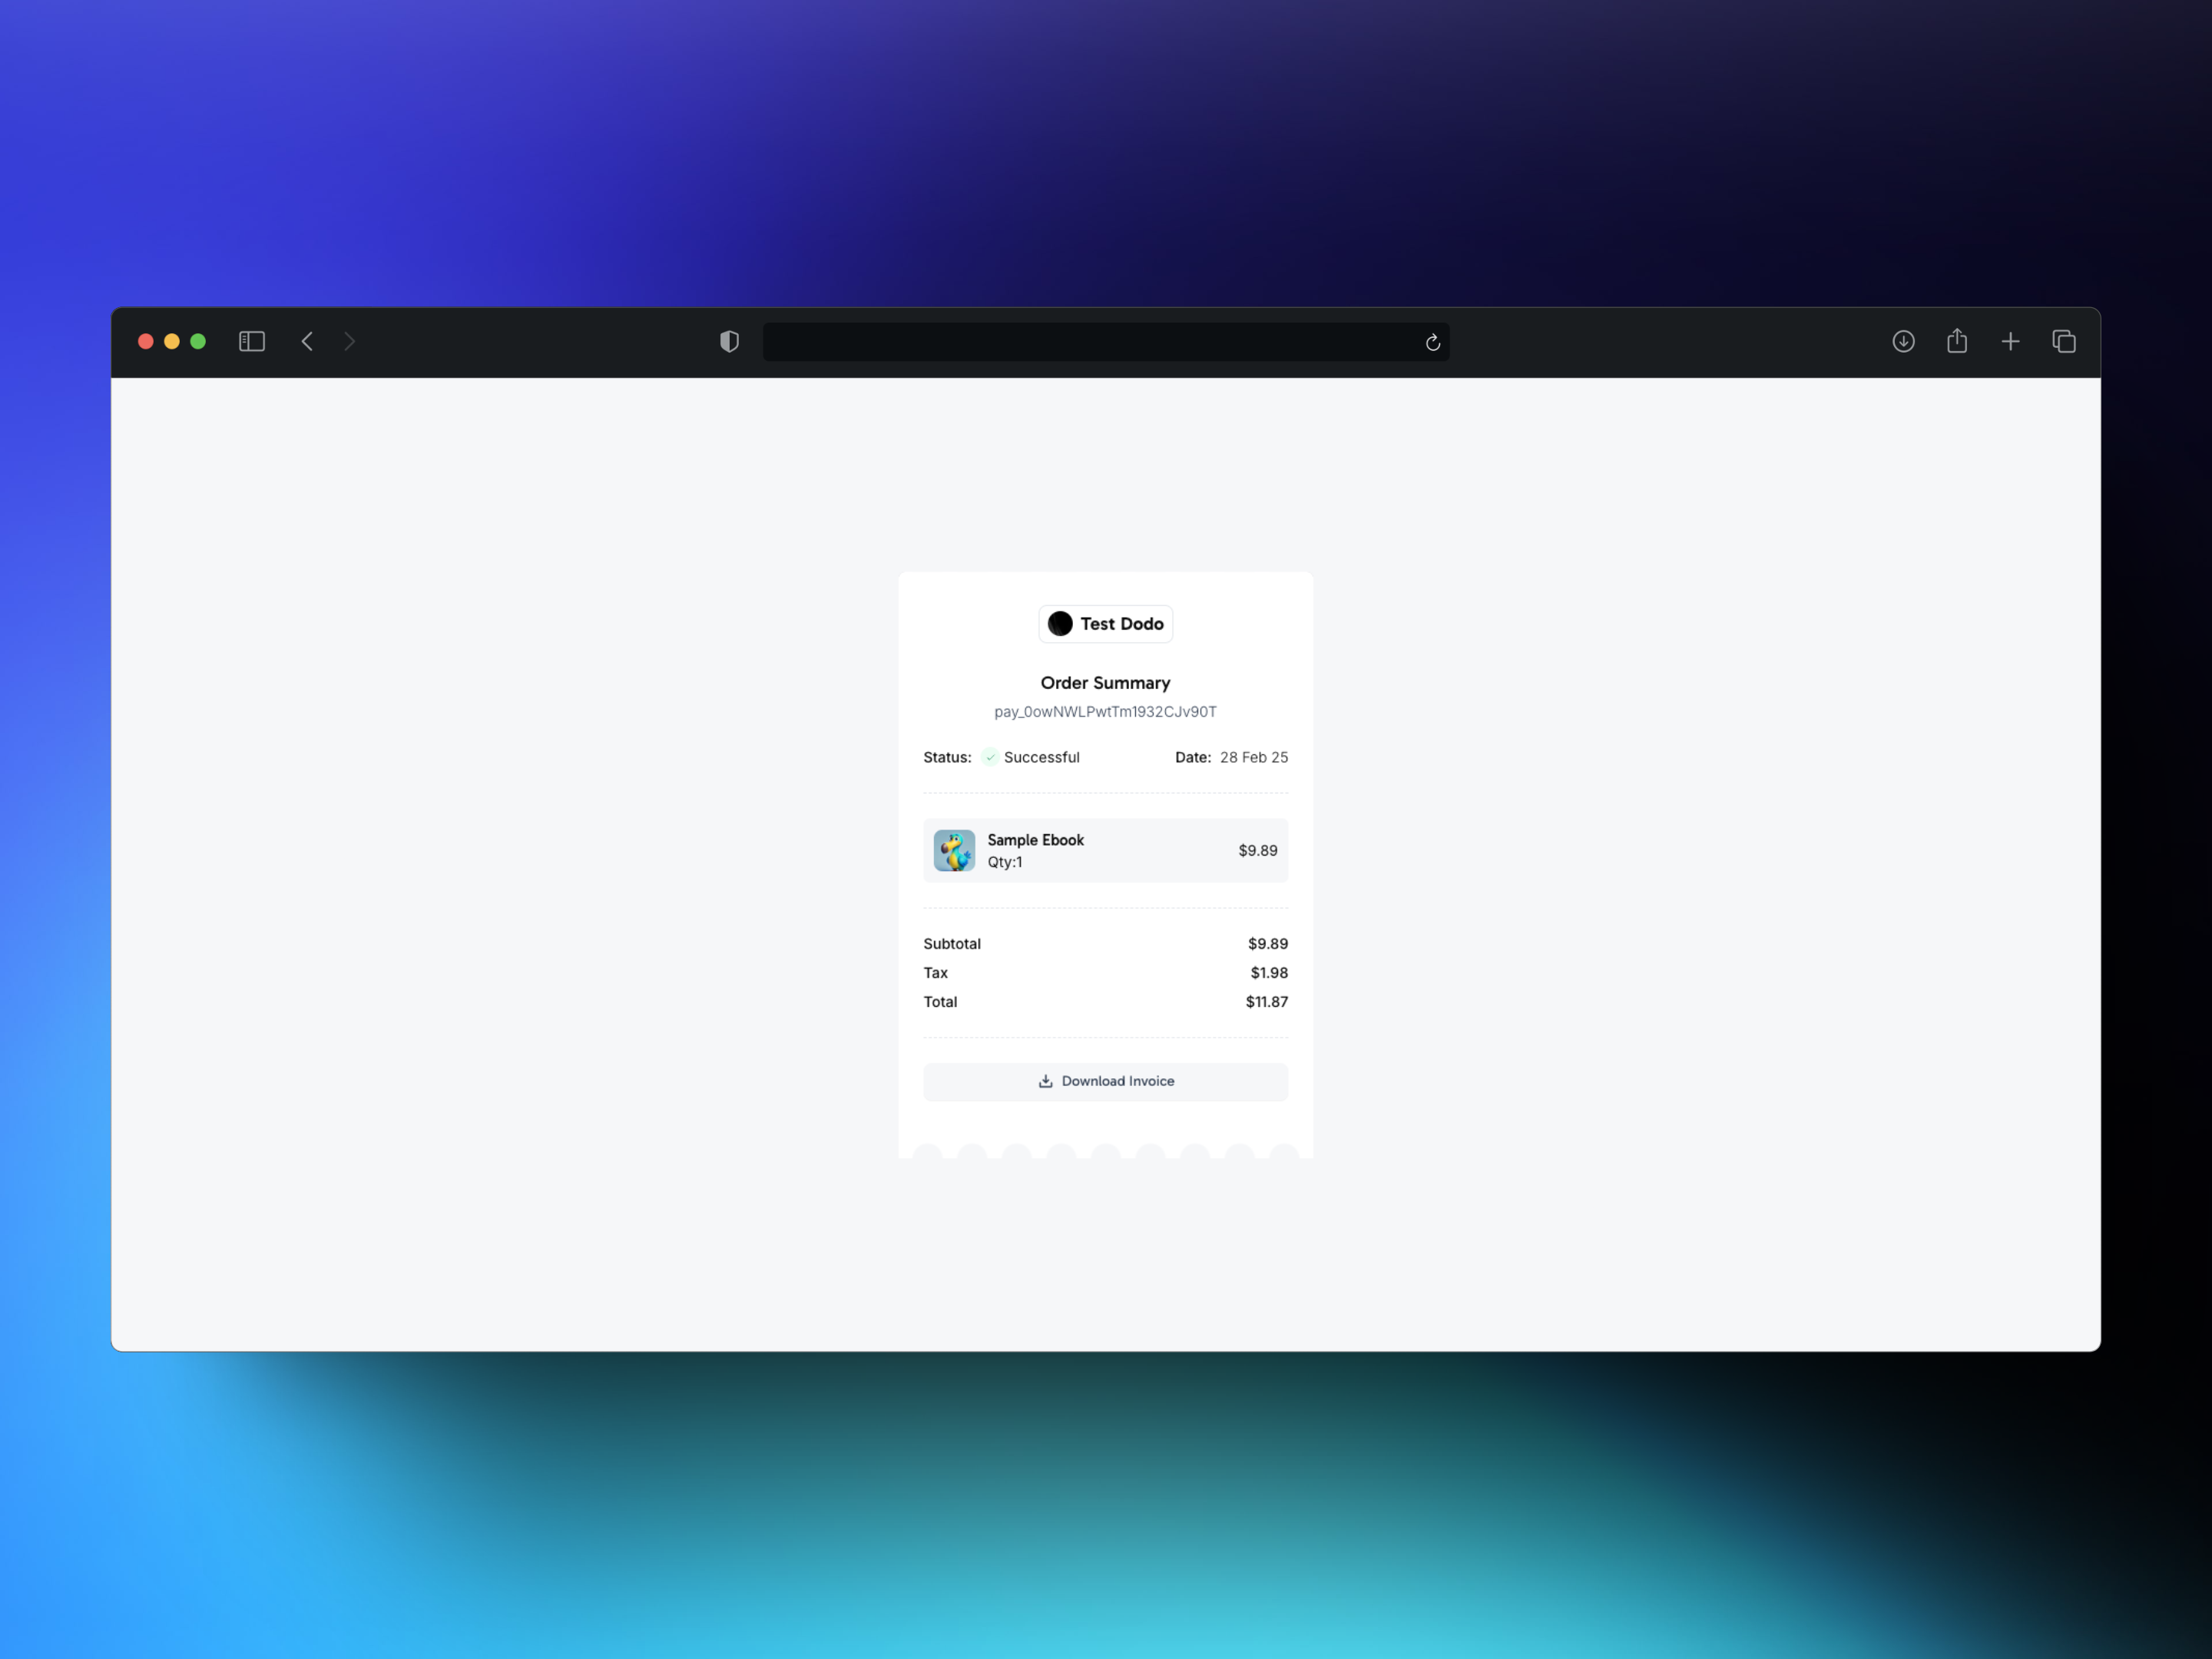 Test Dodo
Order Summary
pay_0owNWLPwtTm1932CJv90T
Status: Successful Date: 28 Feb 25
Sample Ebook
Qty:1
$9.89
Subtotal $9.89
Tax $1.98
Total $11.87
Download Invoice